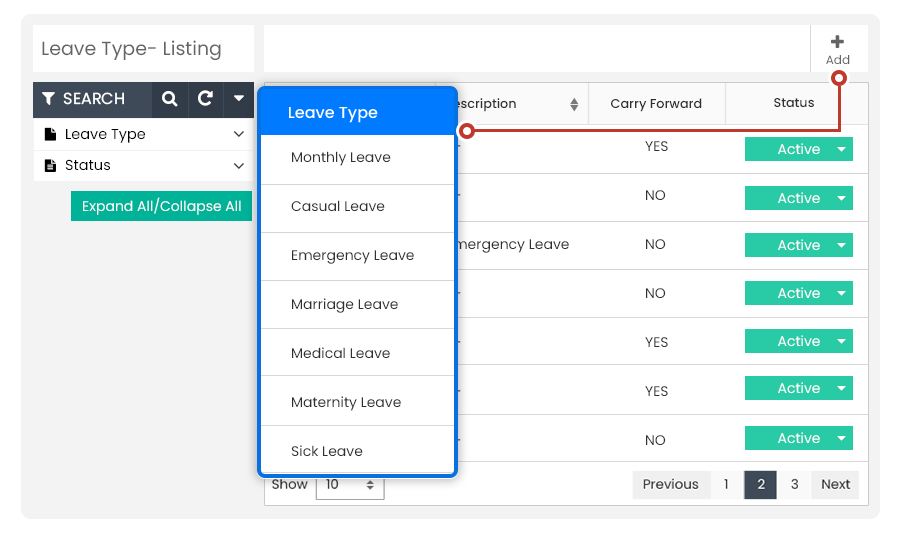 Leave Type- Listing
Add
SEARCH
Leave Type
Status
Expand All/Collapse All
Leave Type escription Carry Forward Status
Monthly Leave - YES Active
Casual Leave - NO Active
Emergency Leave mergency Leave NO Active
Marriage Leave - NO Active
Medical Leave - YES Active
Maternity Leave - YES Active
Sick Leave - NO Active
Show 10 Previous 1 2 3 Next